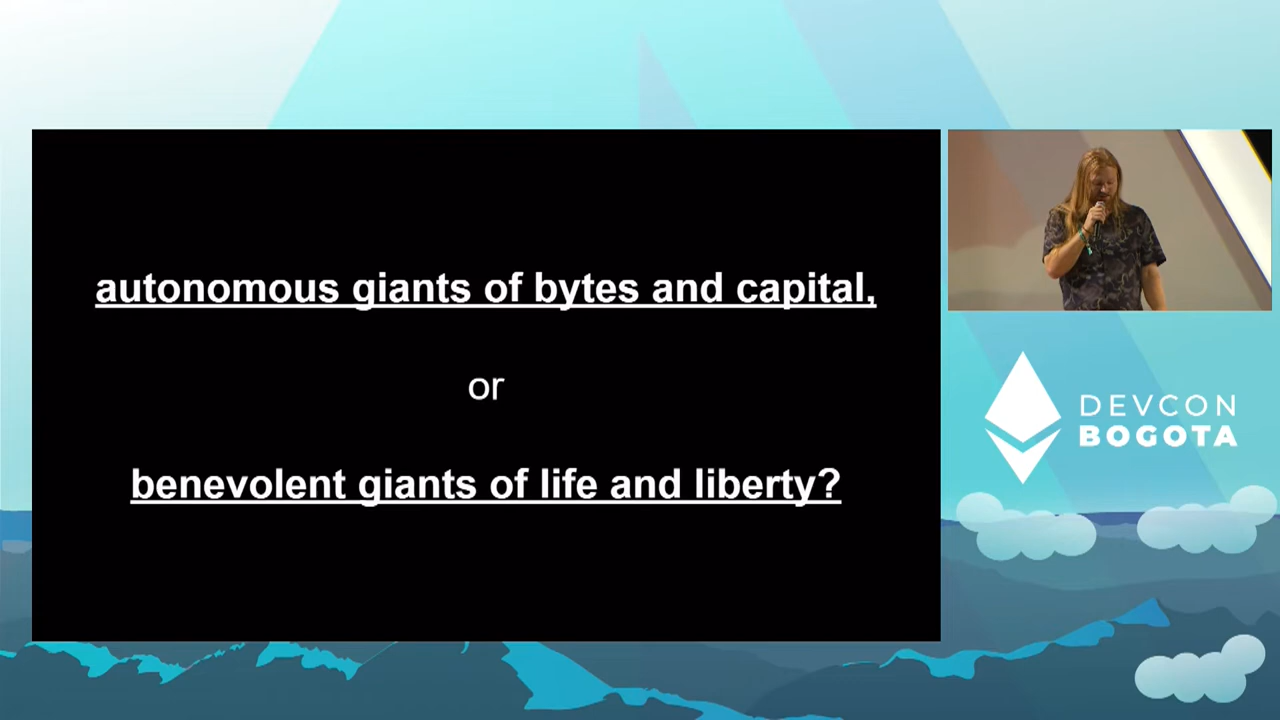 autonomous giants of bytes and capital,
or
benevolent giants of life and liberty?
DEVCON
BOGOTA